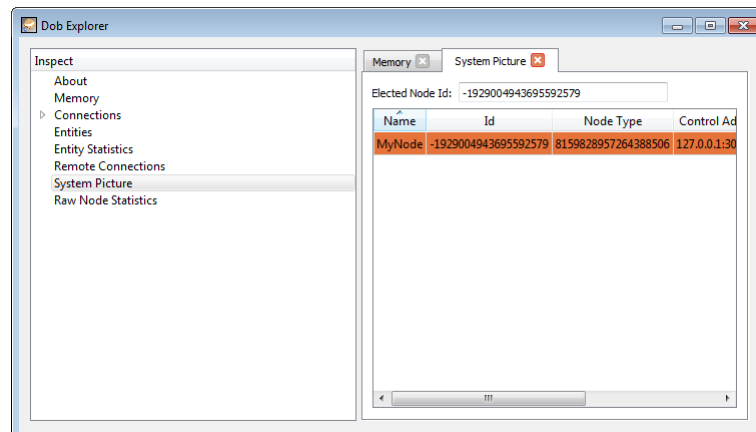 Dob Explorer
Inspect
About
Memory
Connections
Entities
Entity Statistics
Remote Connections
System Picture
Raw Node Statistics
Memory System Picture
Elected Node Id: -1929004943695592579
Name Id Node Type Control Ad
MyNode -1929004943695592579 8159828957264388506 127.0.0.1:30